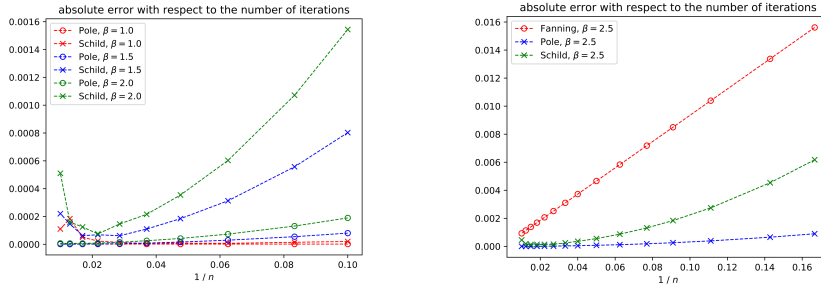 absolute error with respect to the number of iterations
0.0016
0.0014
0.0012
0.0010
0.0008
0.0006
0.0004
0.0002
0.0000
Pole, β = 1.0
Schild, β = 1.0
Pole, β = 1.5
Schild, β = 1.5
Pole, β = 2.0
Schild, β = 2.0
0.02 0.04 0.06 0.08 0.10
1 / n
absolute error with respect to the number of iterations
0.016
0.014
0.012
0.010
0.008
0.006
0.004
0.002
0.000
Fanning, β = 2.5
Pole, β = 2.5
Schild, β = 2.5
0.02 0.04 0.06 0.08 0.10 0.12 0.14 0.16
1 / n